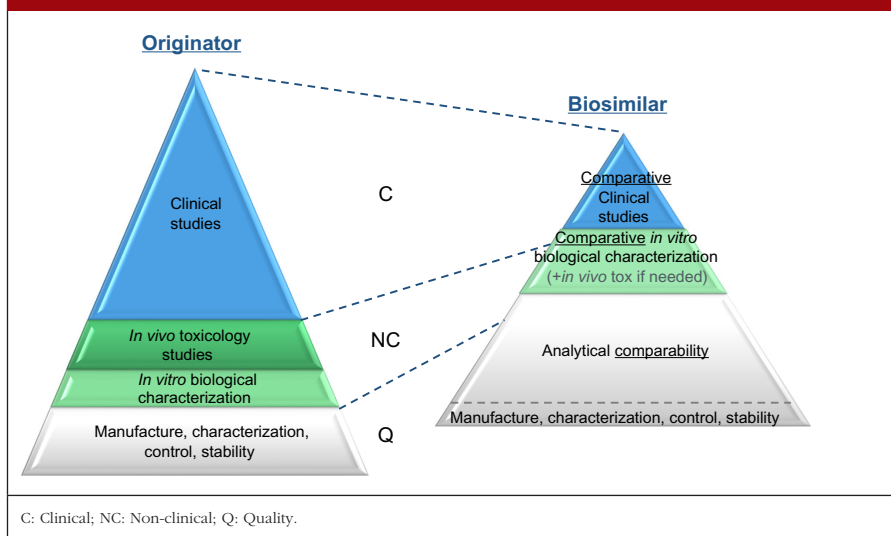 Originator
Clinical
studies
In vivo toxicology
studies
In vitro biological
characterization
Manufacture, characterization,
control, stability
C
NC
Q
Biosimilar
Comparative
Clinical
studies
Comparative in vitro
biological characterization
(+in vivo tox if needed)
Analytical comparability
Manufacture, characterization, control, stability
C: Clinical; NC: Non-clinical; Q: Quality.